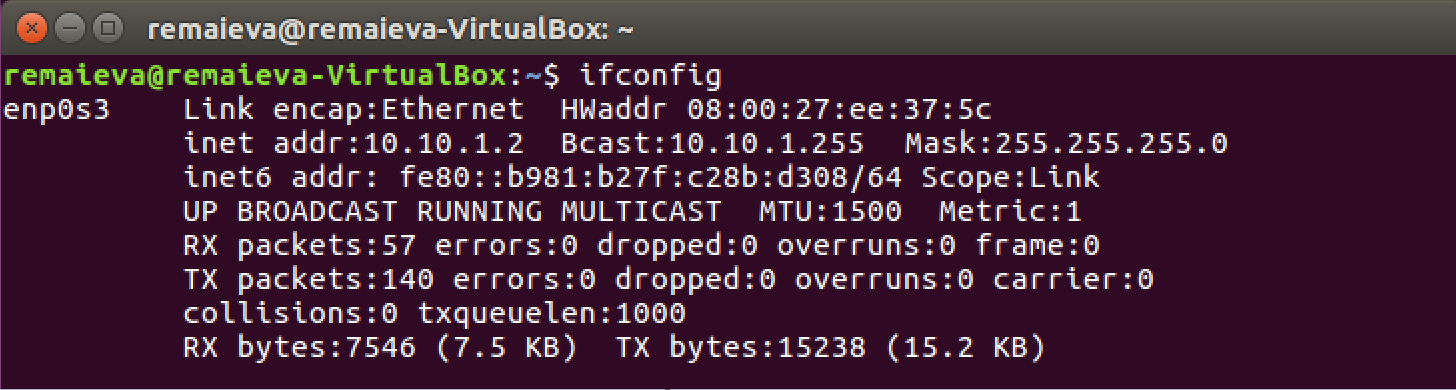 remaieva@remaieva-VirtualBox: ~
remaieva@remaieva-VirtualBox:~$ ifconfig
enp0s3    Link encap:Ethernet  HWaddr 08:00:27:ee:37:5c
          inet addr:10.10.1.2  Bcast:10.10.1.255  Mask:255.255.255.0
          inet6 addr: fe80::b981:b27f:c28b:d308/64 Scope:Link
          UP BROADCAST RUNNING MULTICAST  MTU:1500  Metric:1
          RX packets:57 errors:0 dropped:0 overruns:0 frame:0
          TX packets:140 errors:0 dropped:0 overruns:0 carrier:0
          collisions:0 txqueuelen:1000
          RX bytes:7546 (7.5 KB)  TX bytes:15238 (15.2 KB)